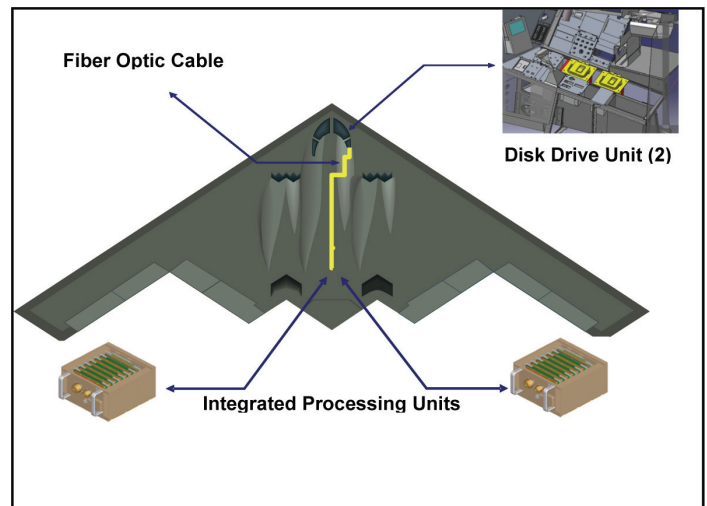 Fiber Optic Cable
Disk Drive Unit (2)
Integrated Processing Units